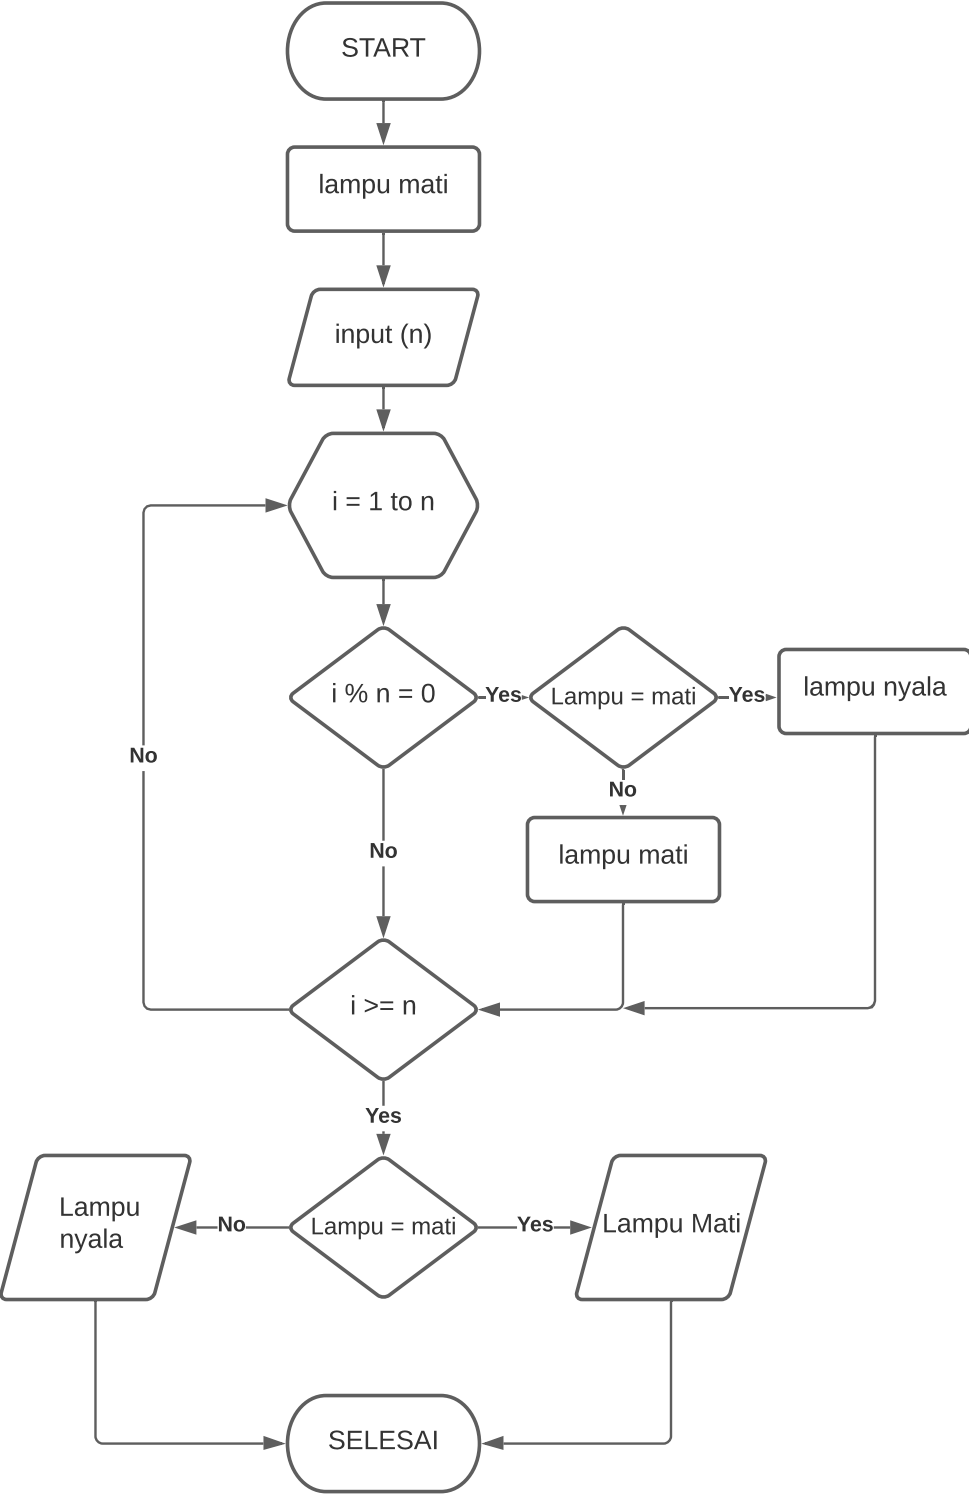 START
lampu mati
input (n)
i = 1 to n
i % n = 0
Yes
Lampu = mati
Yes
lampu nyala
No
No
lampu mati
No
i >= n
Yes
Lampu
nyala
No
Lampu = mati
Yes
Lampu Mati
SELESAI